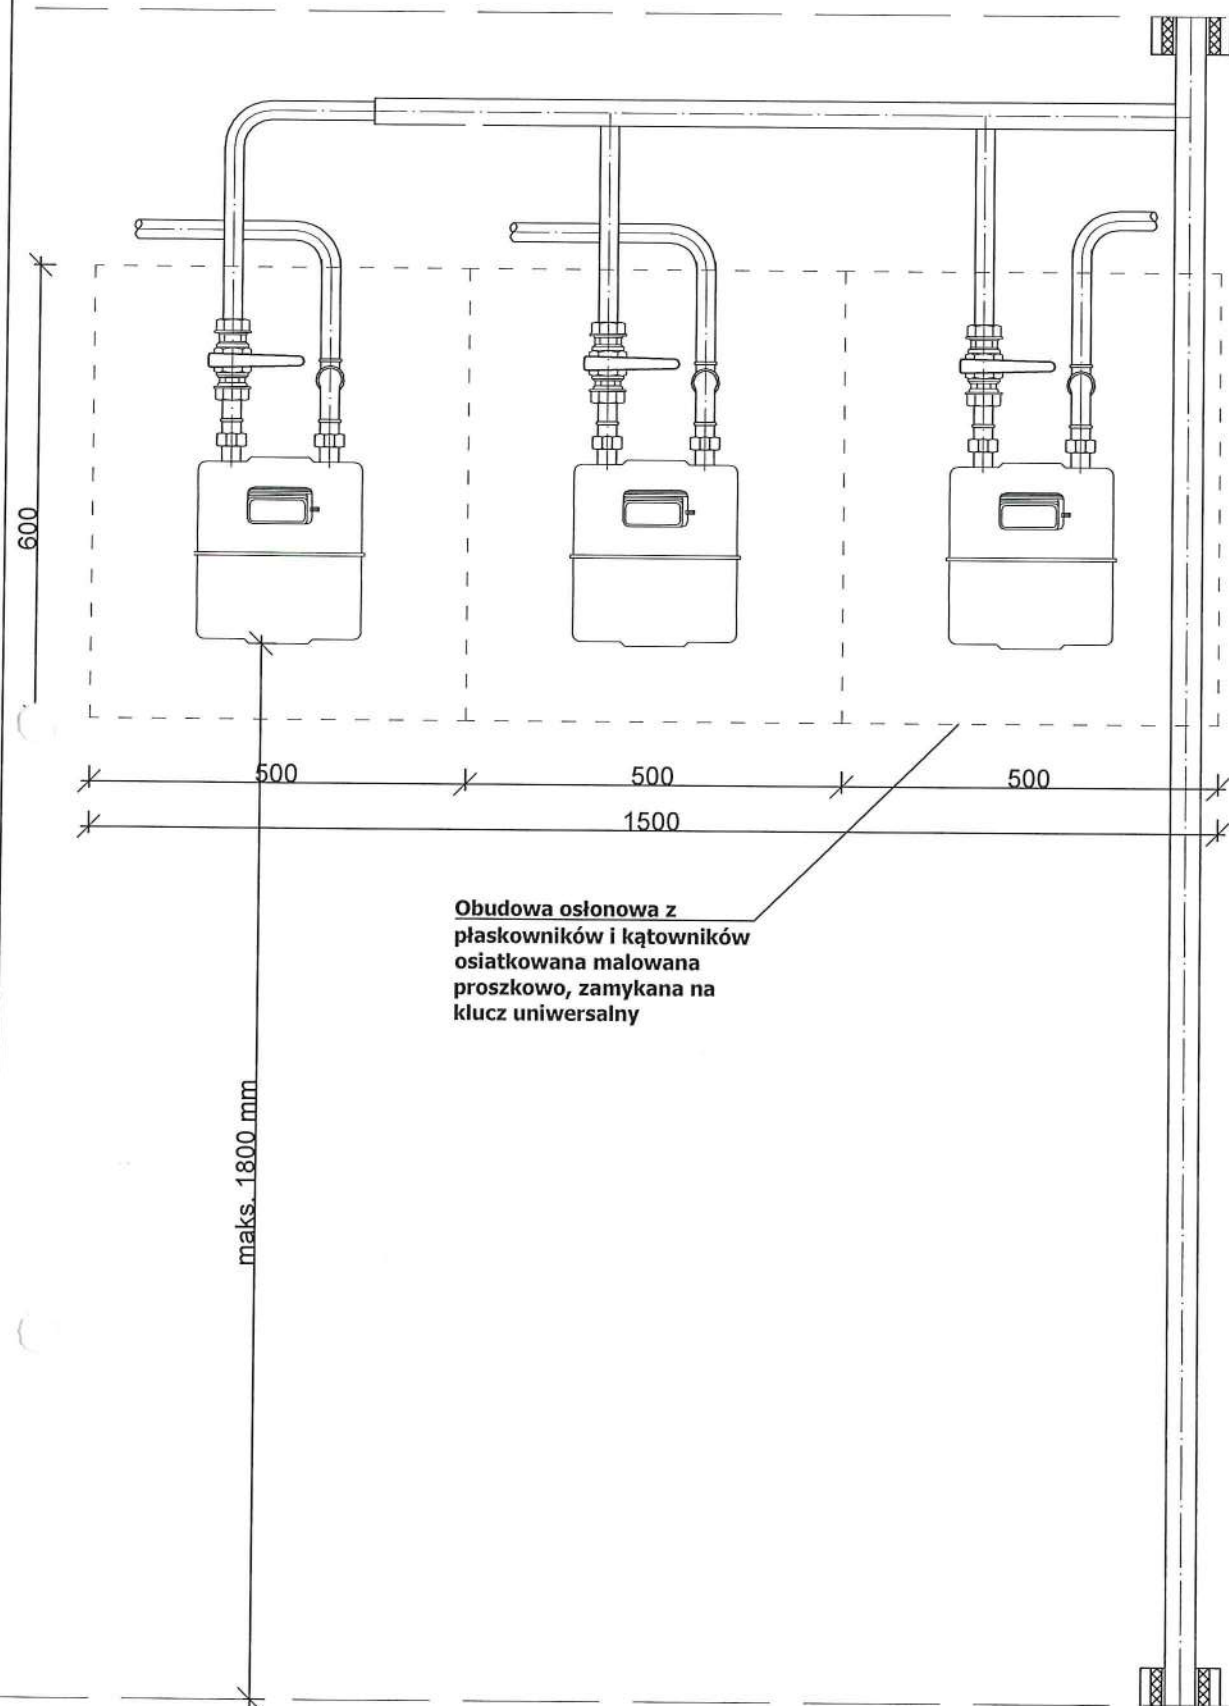 600
500
500
500
1500
Obudowa osłonowa z
płaskowników i kątowników
osiatkowana malowana
proszkowo, zamykana na
klucz uniwersalny
maks. 1800 mm